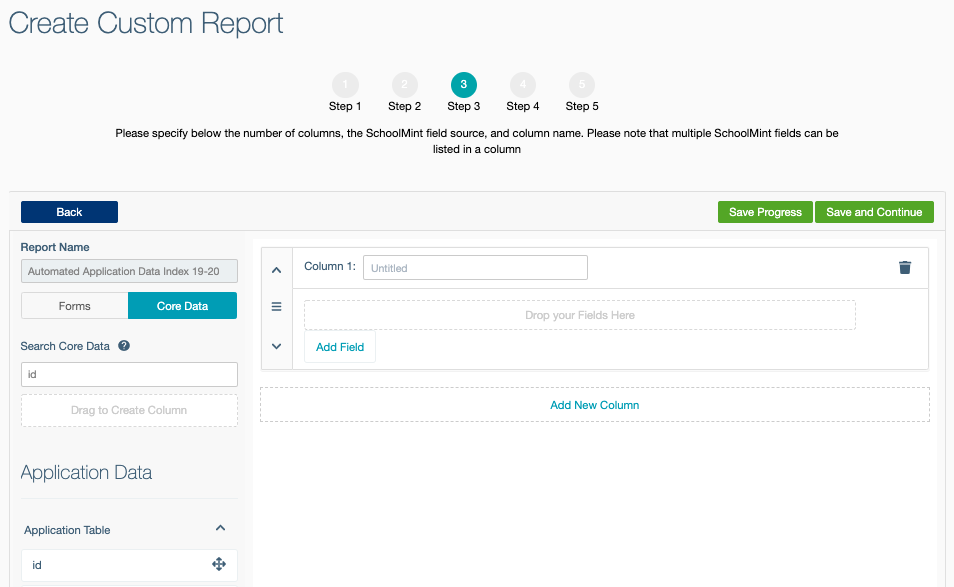 Create Custom Report
1 2 3 4 5
Step 1 Step 2 Step 3 Step 4 Step 5
Please specify below the number of columns, the SchoolMint field source, and column name. Please note that multiple SchoolMint fields can be
listed in a column
Back Save Progress Save and Continue
Report Name
Automated Application Data Index 19-20
Forms Core Data
Search Core Data ?
id
Drag to Create Column
Application Data
Application Table
id
Column 1: Untitled
Drop your Fields Here
Add Field
Add New Column